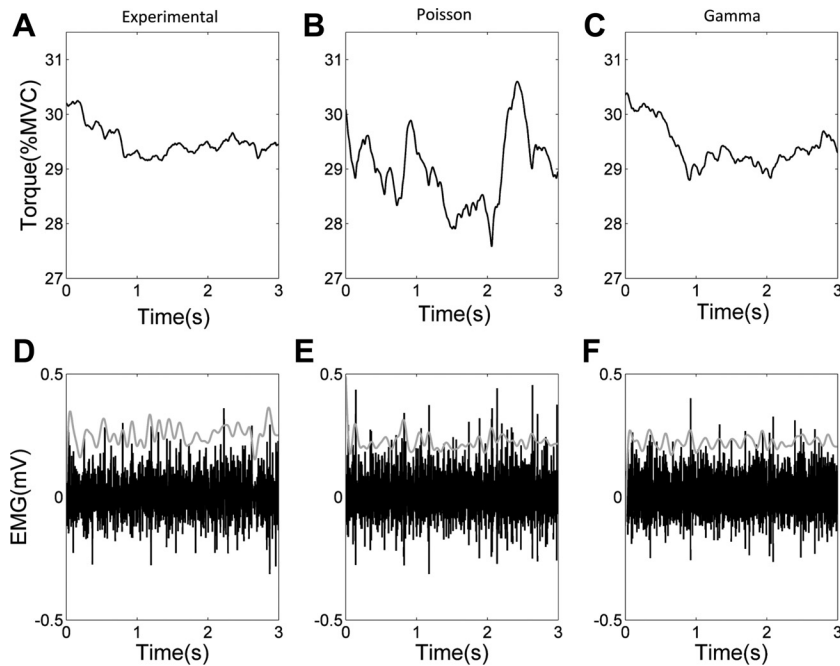 A Experimental B Poisson C Gamma
31 31 31
30 30 30
Torque(%MVC)
29 29 29
28 28 28
27 27 27
0 1 2 3 0 1 2 3 0 1 2 3
Time(s) Time(s) Time(s)
D E F
0.5 0.5 0.5
EMG(mV)
0 0 0
-0.5 -0.5 -0.5
0 1 2 3 0 1 2 3 0 1 2 3
Time(s) Time(s) Time(s)